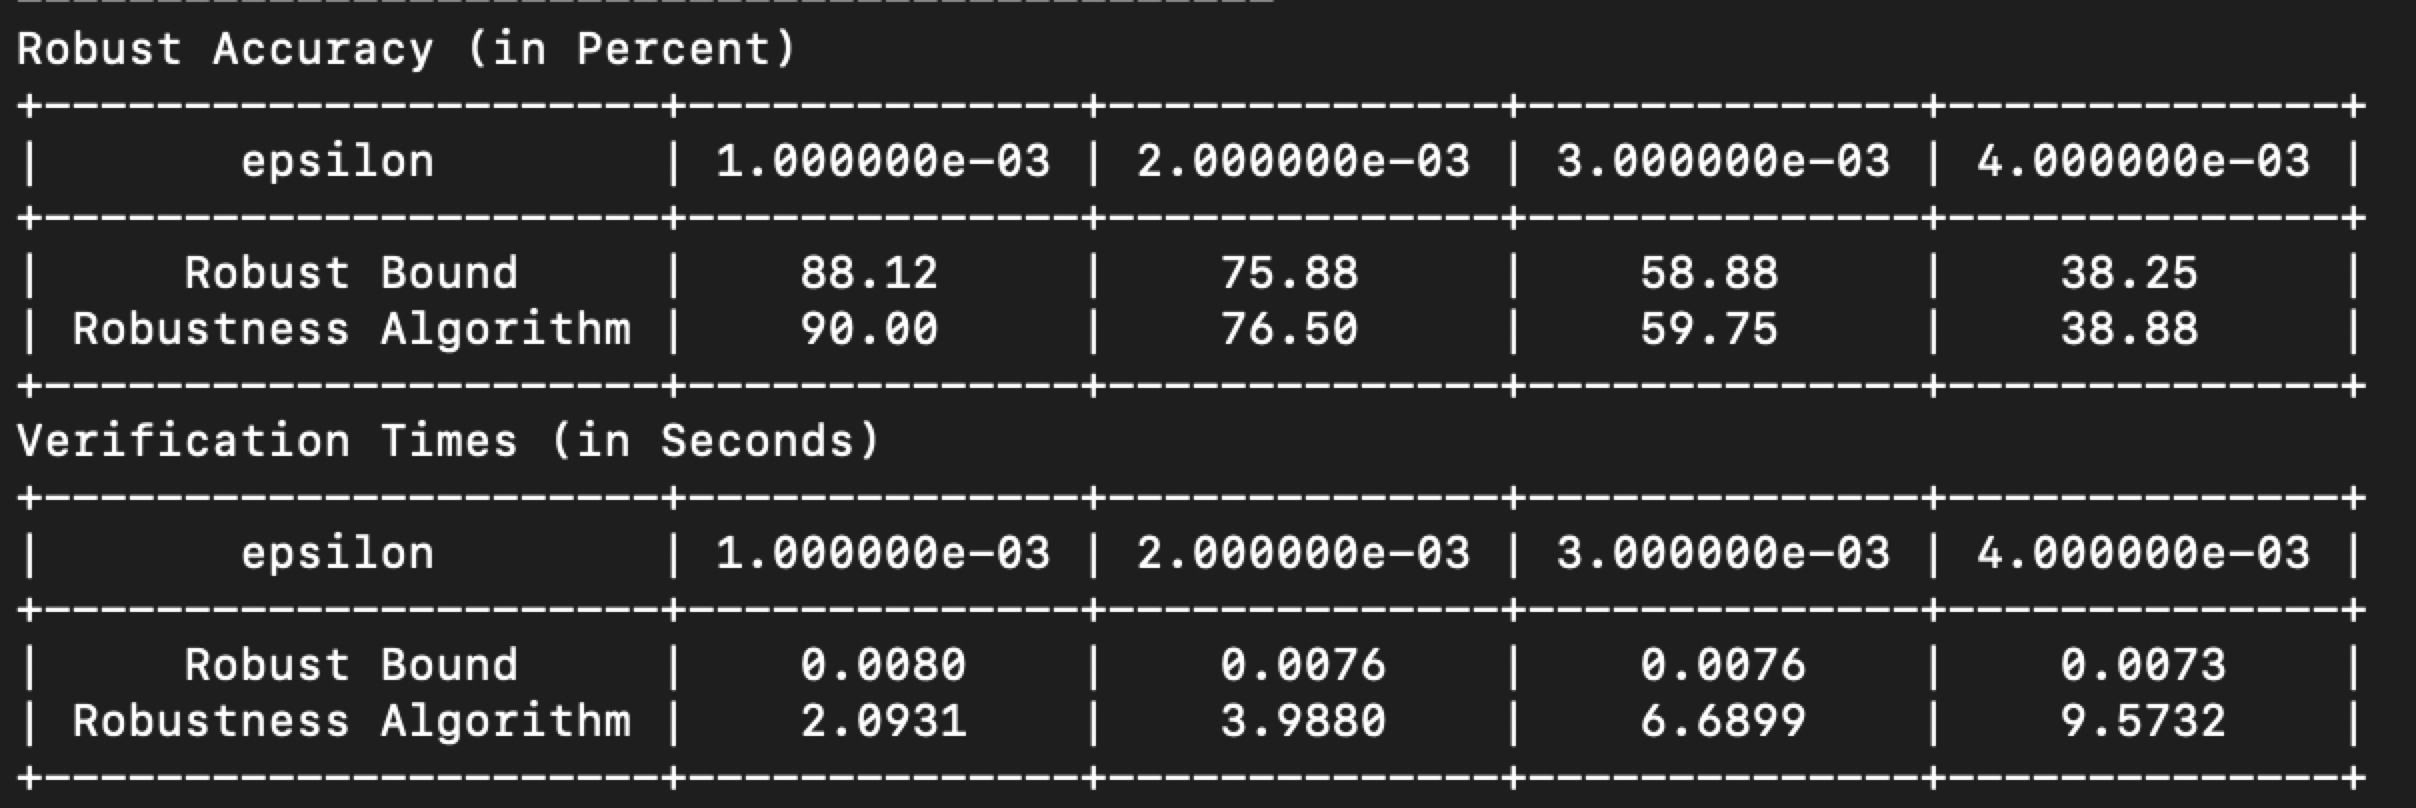 Robust Accuracy (in Percent)
+----------------------+--------------+--------------+--------------+--------------+
| epsilon | 1.000000e-03 | 2.000000e-03 | 3.000000e-03 | 4.000000e-03 |
+----------------------+--------------+--------------+--------------+--------------+
| Robust Bound | 88.12 | 75.88 | 58.88 | 38.25 |
| Robustness Algorithm | 90.00 | 76.50 | 59.75 | 38.88 |
+----------------------+--------------+--------------+--------------+--------------+
Verification Times (in Seconds)
+----------------------+--------------+--------------+--------------+--------------+
| epsilon | 1.000000e-03 | 2.000000e-03 | 3.000000e-03 | 4.000000e-03 |
+----------------------+--------------+--------------+--------------+--------------+
| Robust Bound | 0.0080 | 0.0076 | 0.0076 | 0.0073 |
| Robustness Algorithm | 2.0931 | 3.9880 | 6.6899 | 9.5732 |
+----------------------+--------------+--------------+--------------+--------------+